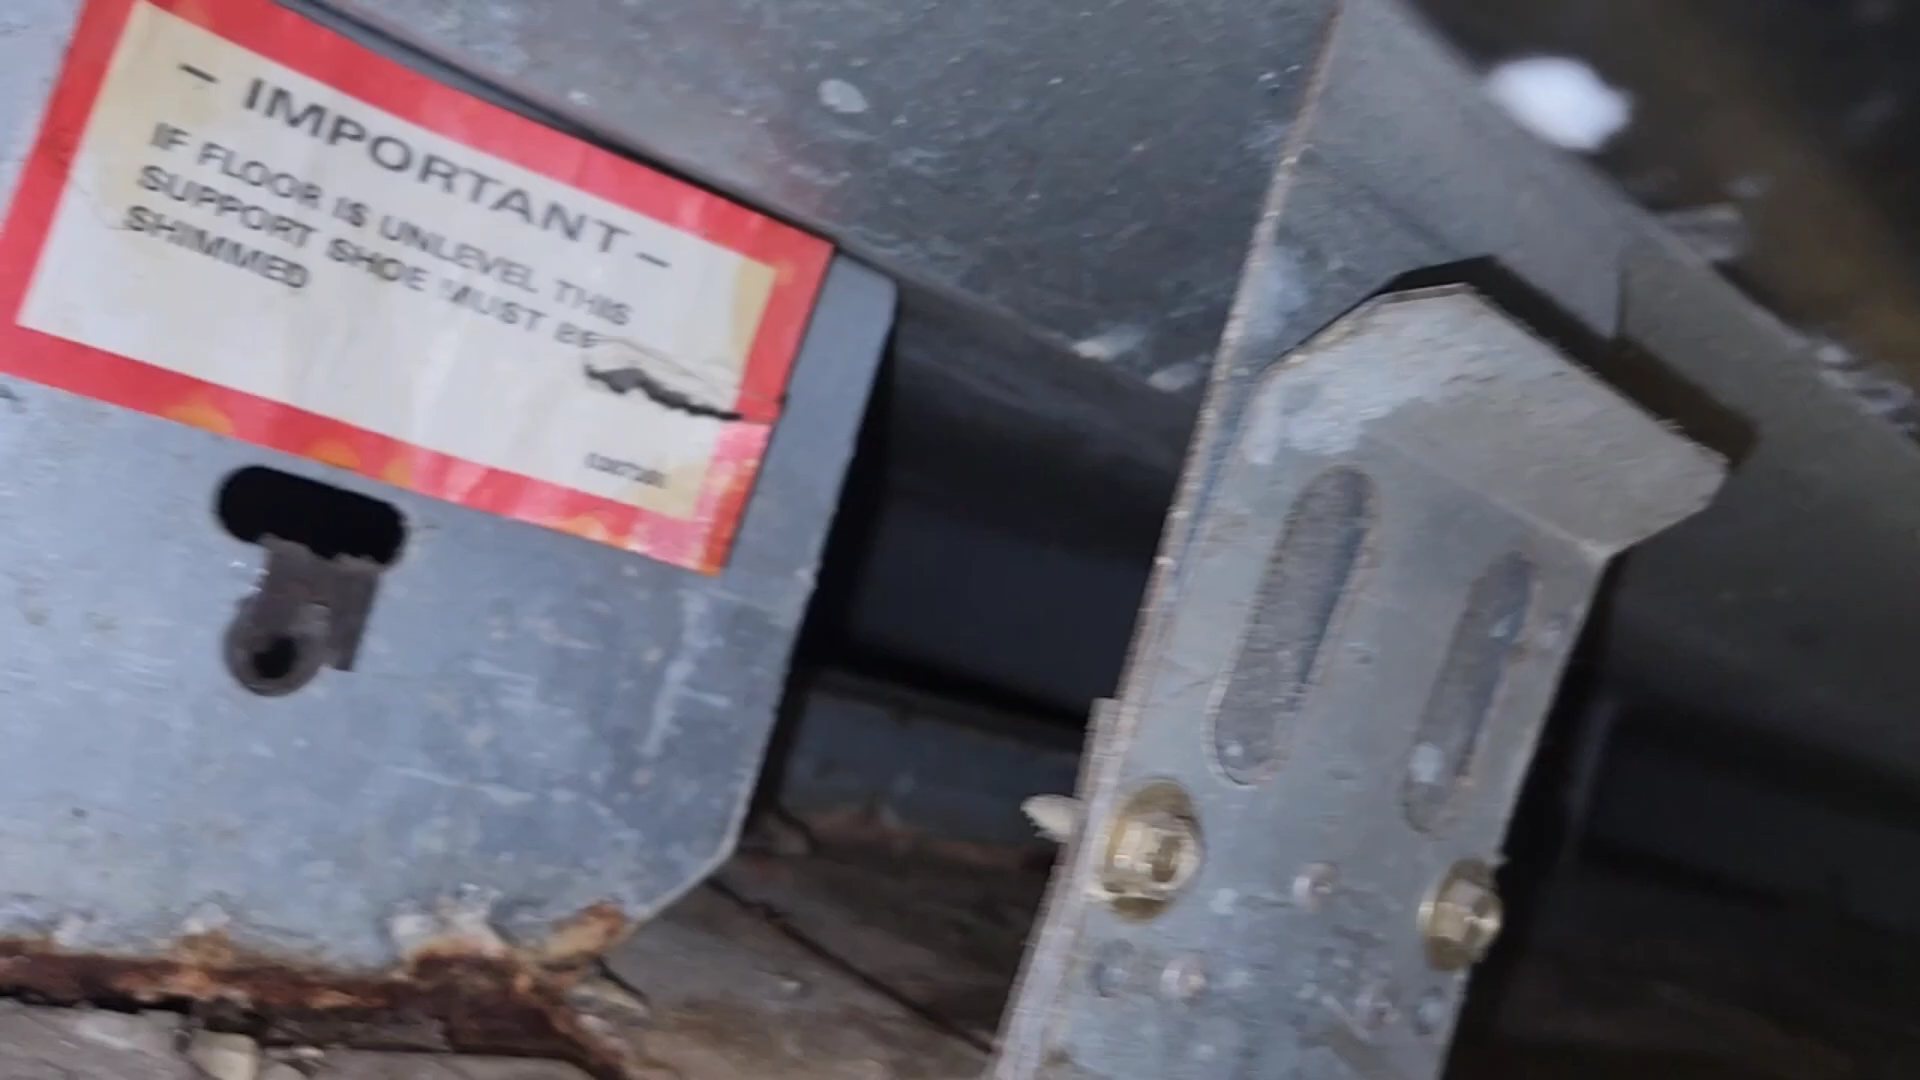 – IMPORTANT –
IF FLOOR IS UNLEVEL THIS
SUPPORT SHOE MUST BE
SHIMMED